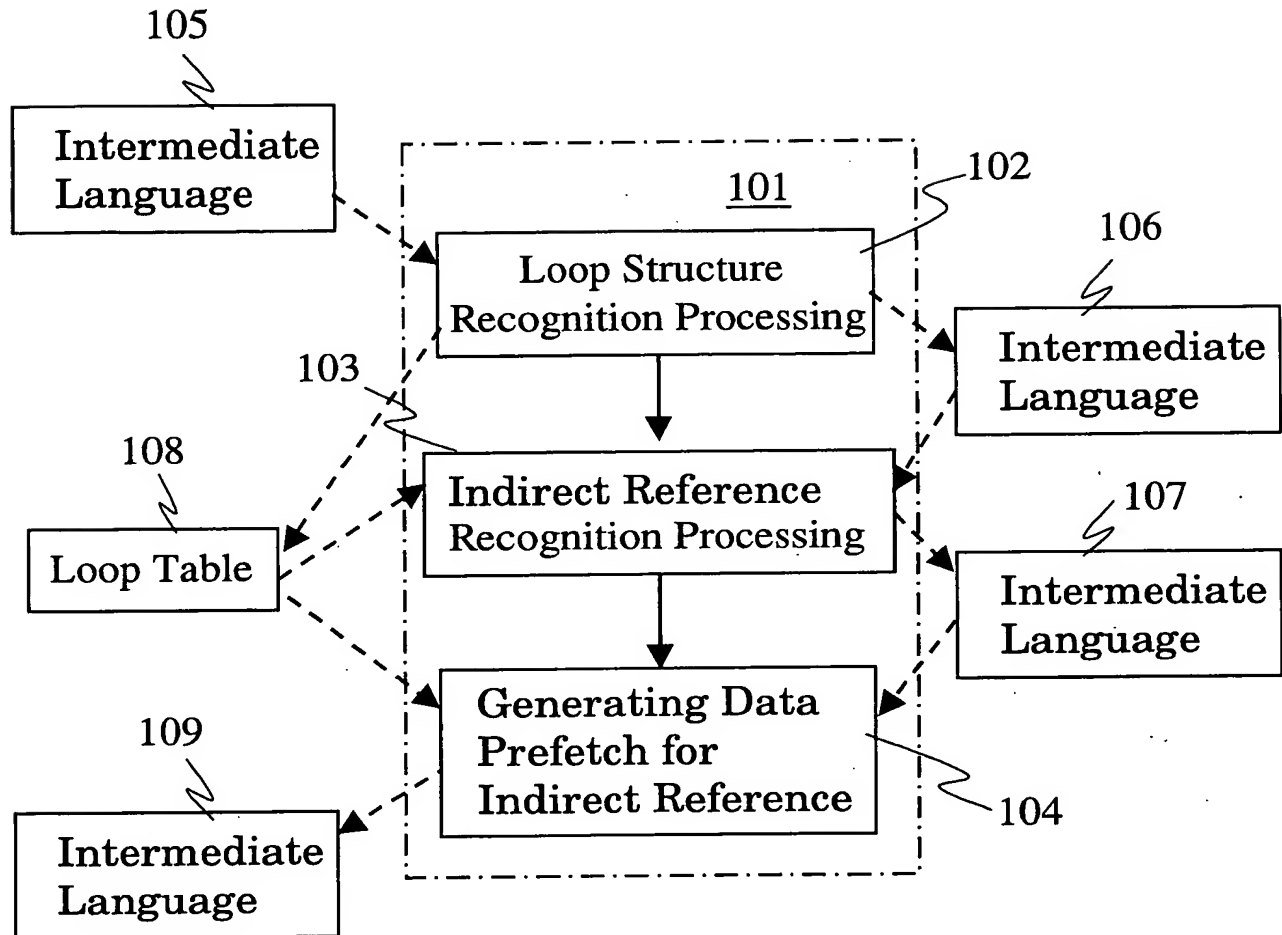 105
Intermediate
Language
101
102
Loop Structure
Recognition Processing
106
Intermediate
Language
103
108
Indirect Reference
Recognition Processing
107
Loop Table
Intermediate
Language
Generating Data
Prefetch for
Indirect Reference
109
104
Intermediate
Language